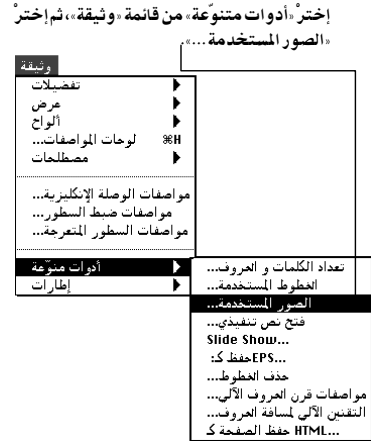 إخترْ «أدوات متنوّعة» من قائمة «وثيقة»، ثم إخترْ
«الصور المستخدمة...».
وثيقة
تفضيلات
عرض
ألواح
لوحات المواصفات... ⌘H
مصطلحات
مواصفات الوصلة الإنكليزية...
مواصفات ضبط السطور...
مواصفات السطور المتعرجة...
أدوات منوّعة
إطارات
تعداد الكلمات و الحروف...
الخطوط المستخدمة...
الصور المستخدمة...
فتح نص تنفيذي...
Slide Show...
حفظ كـ: EPS...
حذف الخطوط...
مواصفات قرن الحروف الآلي...
التقنين الآلي لمسافة الحروف...
حفظ الصفحة كـ HTML...